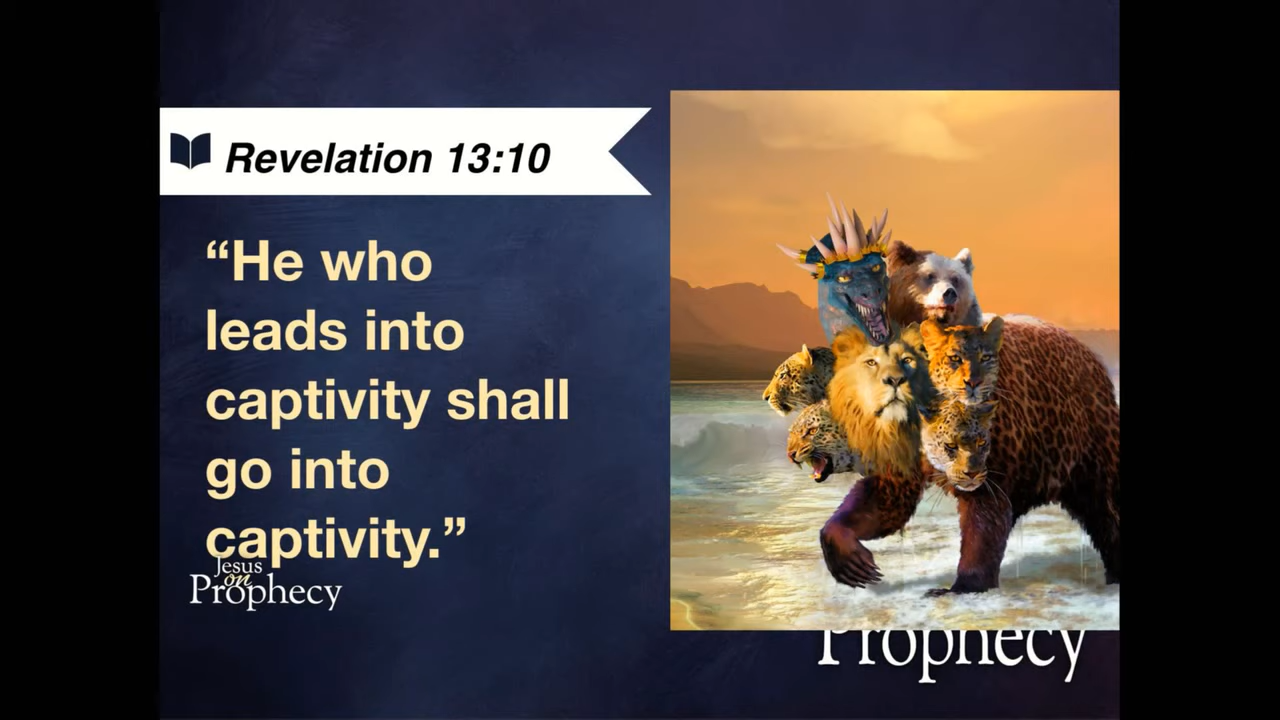 Revelation 13:10
“He who
leads into
captivity shall
go into
captivity.”
Jesus
on
Prophecy
Prophecy